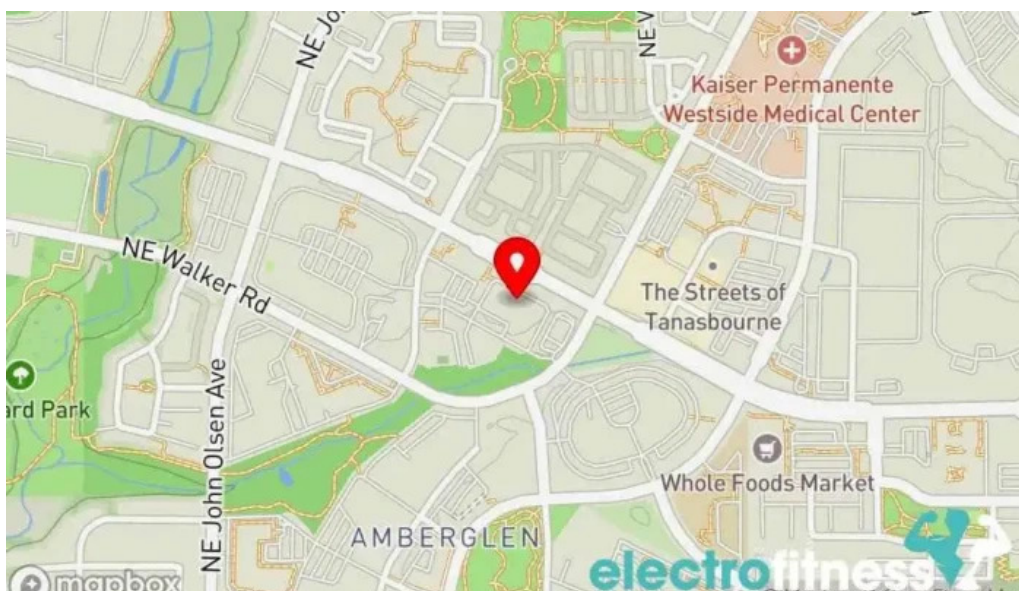 NE Jo
NE V
Kaiser Permanente
Westside Medical Center
NE Walker Rd
The Streets of
Tanasbourne
ard Park
NE John Olsen Ave
Whole Foods Market
AMBERGLEN
electrofitness
mapbox